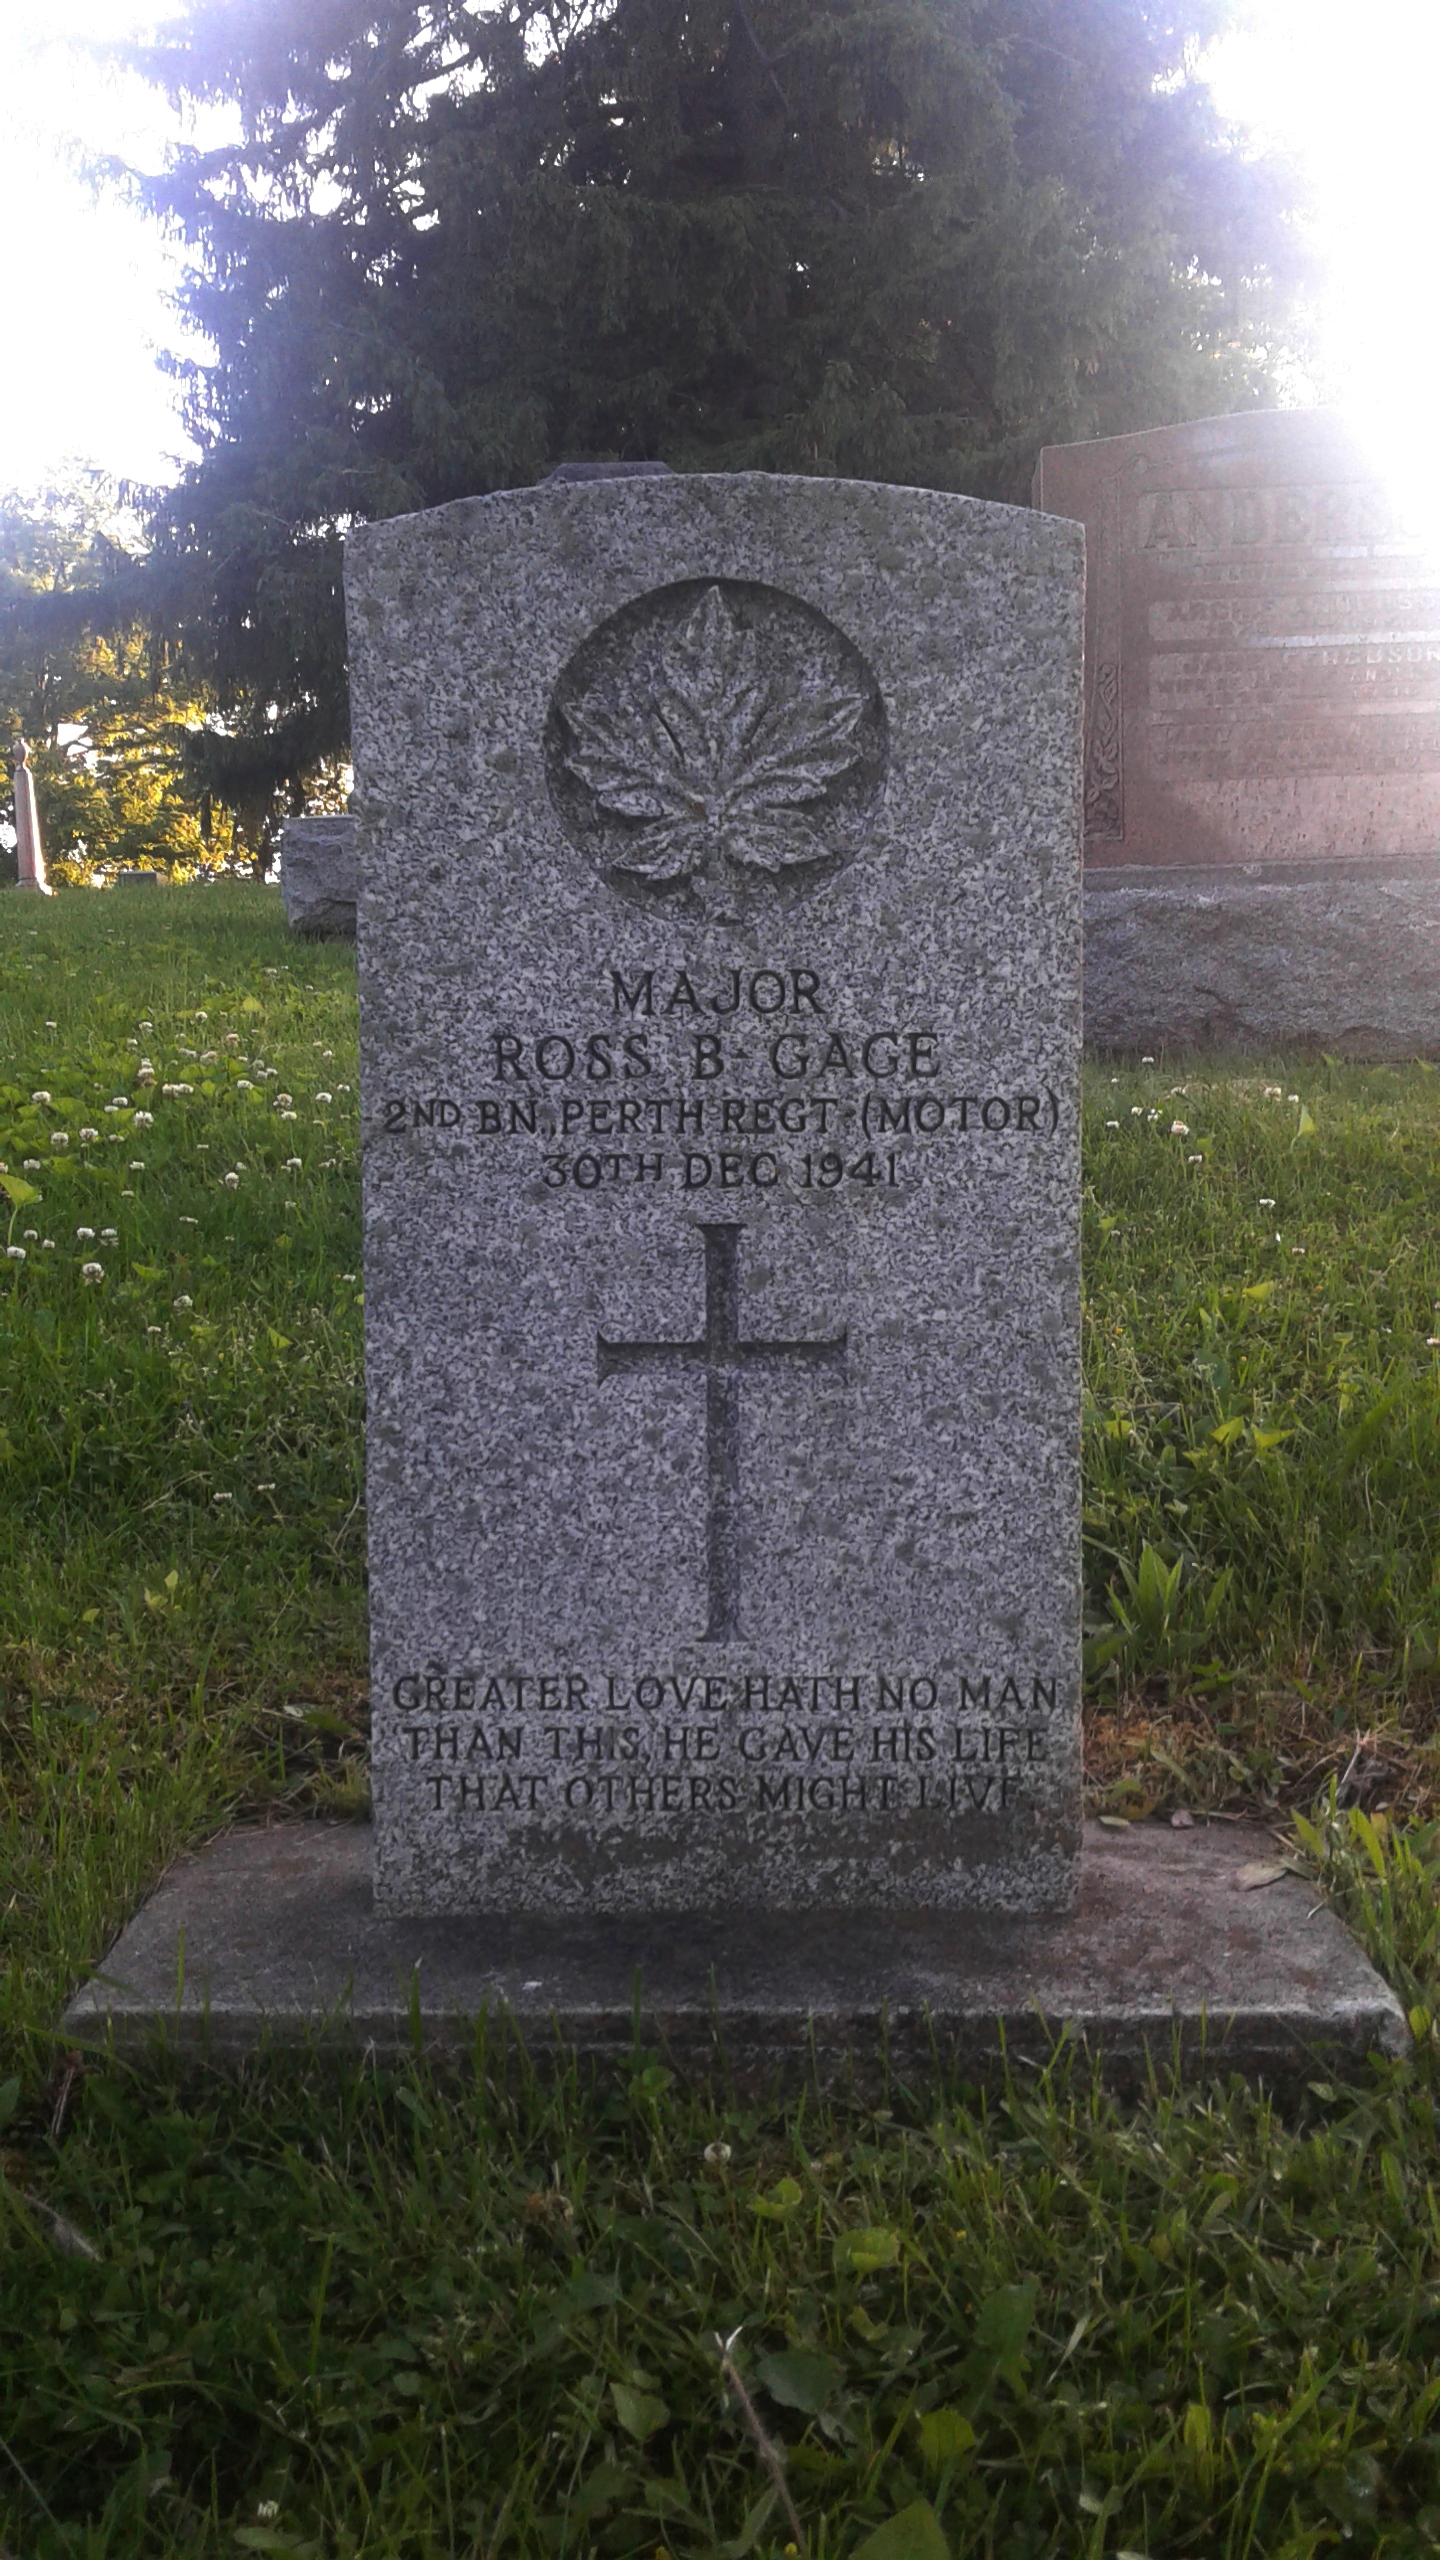 MAJOR
ROSS B. GAGE
2ND BN., PERTH REGT. (MOTOR)
30TH DEC 1941
GREATER LOVE HATH NO MAN
THAN THIS, HE GAVE HIS LIFE
THAT OTHERS MIGHT LIVE